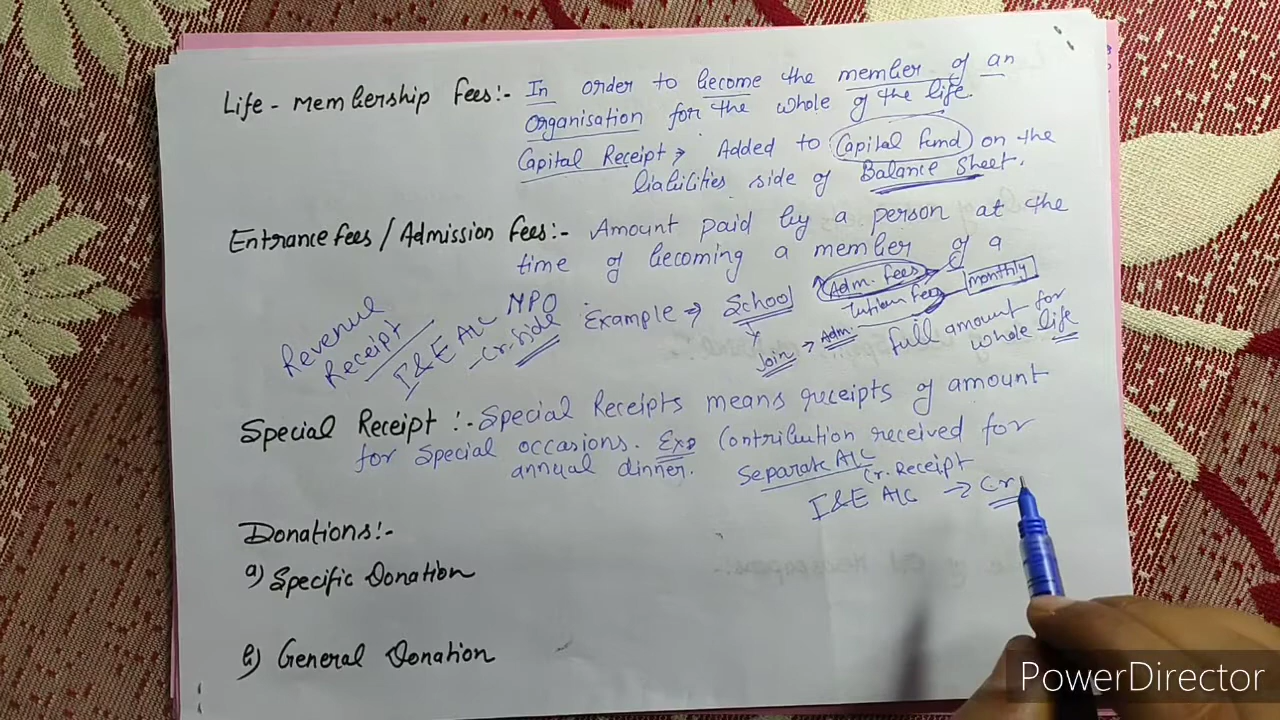 Life - Membership Fees:- In order to become the member of an
organisation for the whole of the life.
Capital Receipt → Added to Capital Fund on the
liabilities side of Balance Sheet.
Entrance fees / Admission Fees:- Amount paid by a person at the
time of becoming a member of a
NPO Example → School Adm. Fees
Tution Fees monthly
Join → Adm. full amount for
whole life
Revenue
Receipt
I&E A/c
- Cr. Side
Special Receipt :- Special Receipts means receipts of amount
for special occasions. Ex: Contribution received for
annual dinner. Separate A/C
Cr. Receipt
I&E A/c → Cr.
Donations:-
a) Specific Donation
b) General Donation
PowerDirector